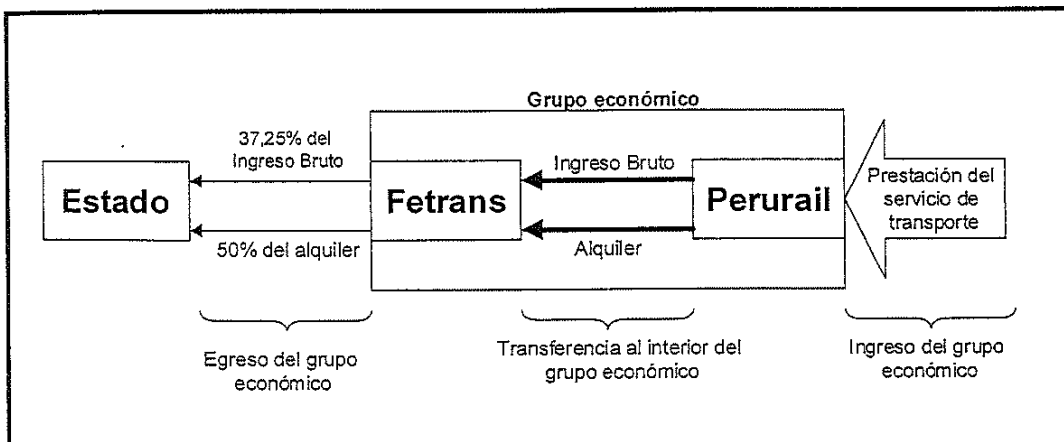 Grupo económico
37,25% del
Ingreso Bruto
Ingreso Bruto
Prestación del
servicio de
transporte
Estado
Fetrans
Perurail
50% del alquiler
Alquiler
Egreso del grupo
económico
Transferencia al interior del
grupo económico
Ingreso del grupo
económico